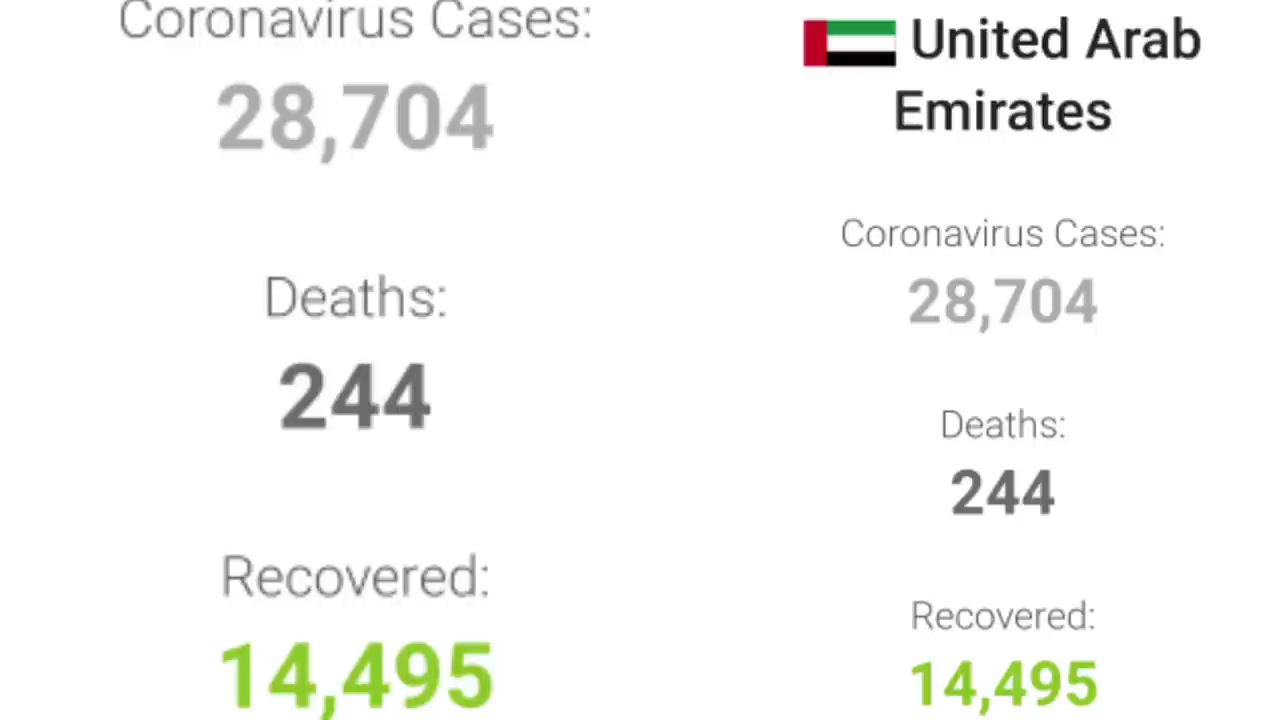 Coronavirus Cases:
28,704
Deaths:
244
Recovered:
14,495
United Arab
Emirates
Coronavirus Cases:
28,704
Deaths:
244
Recovered:
14,495